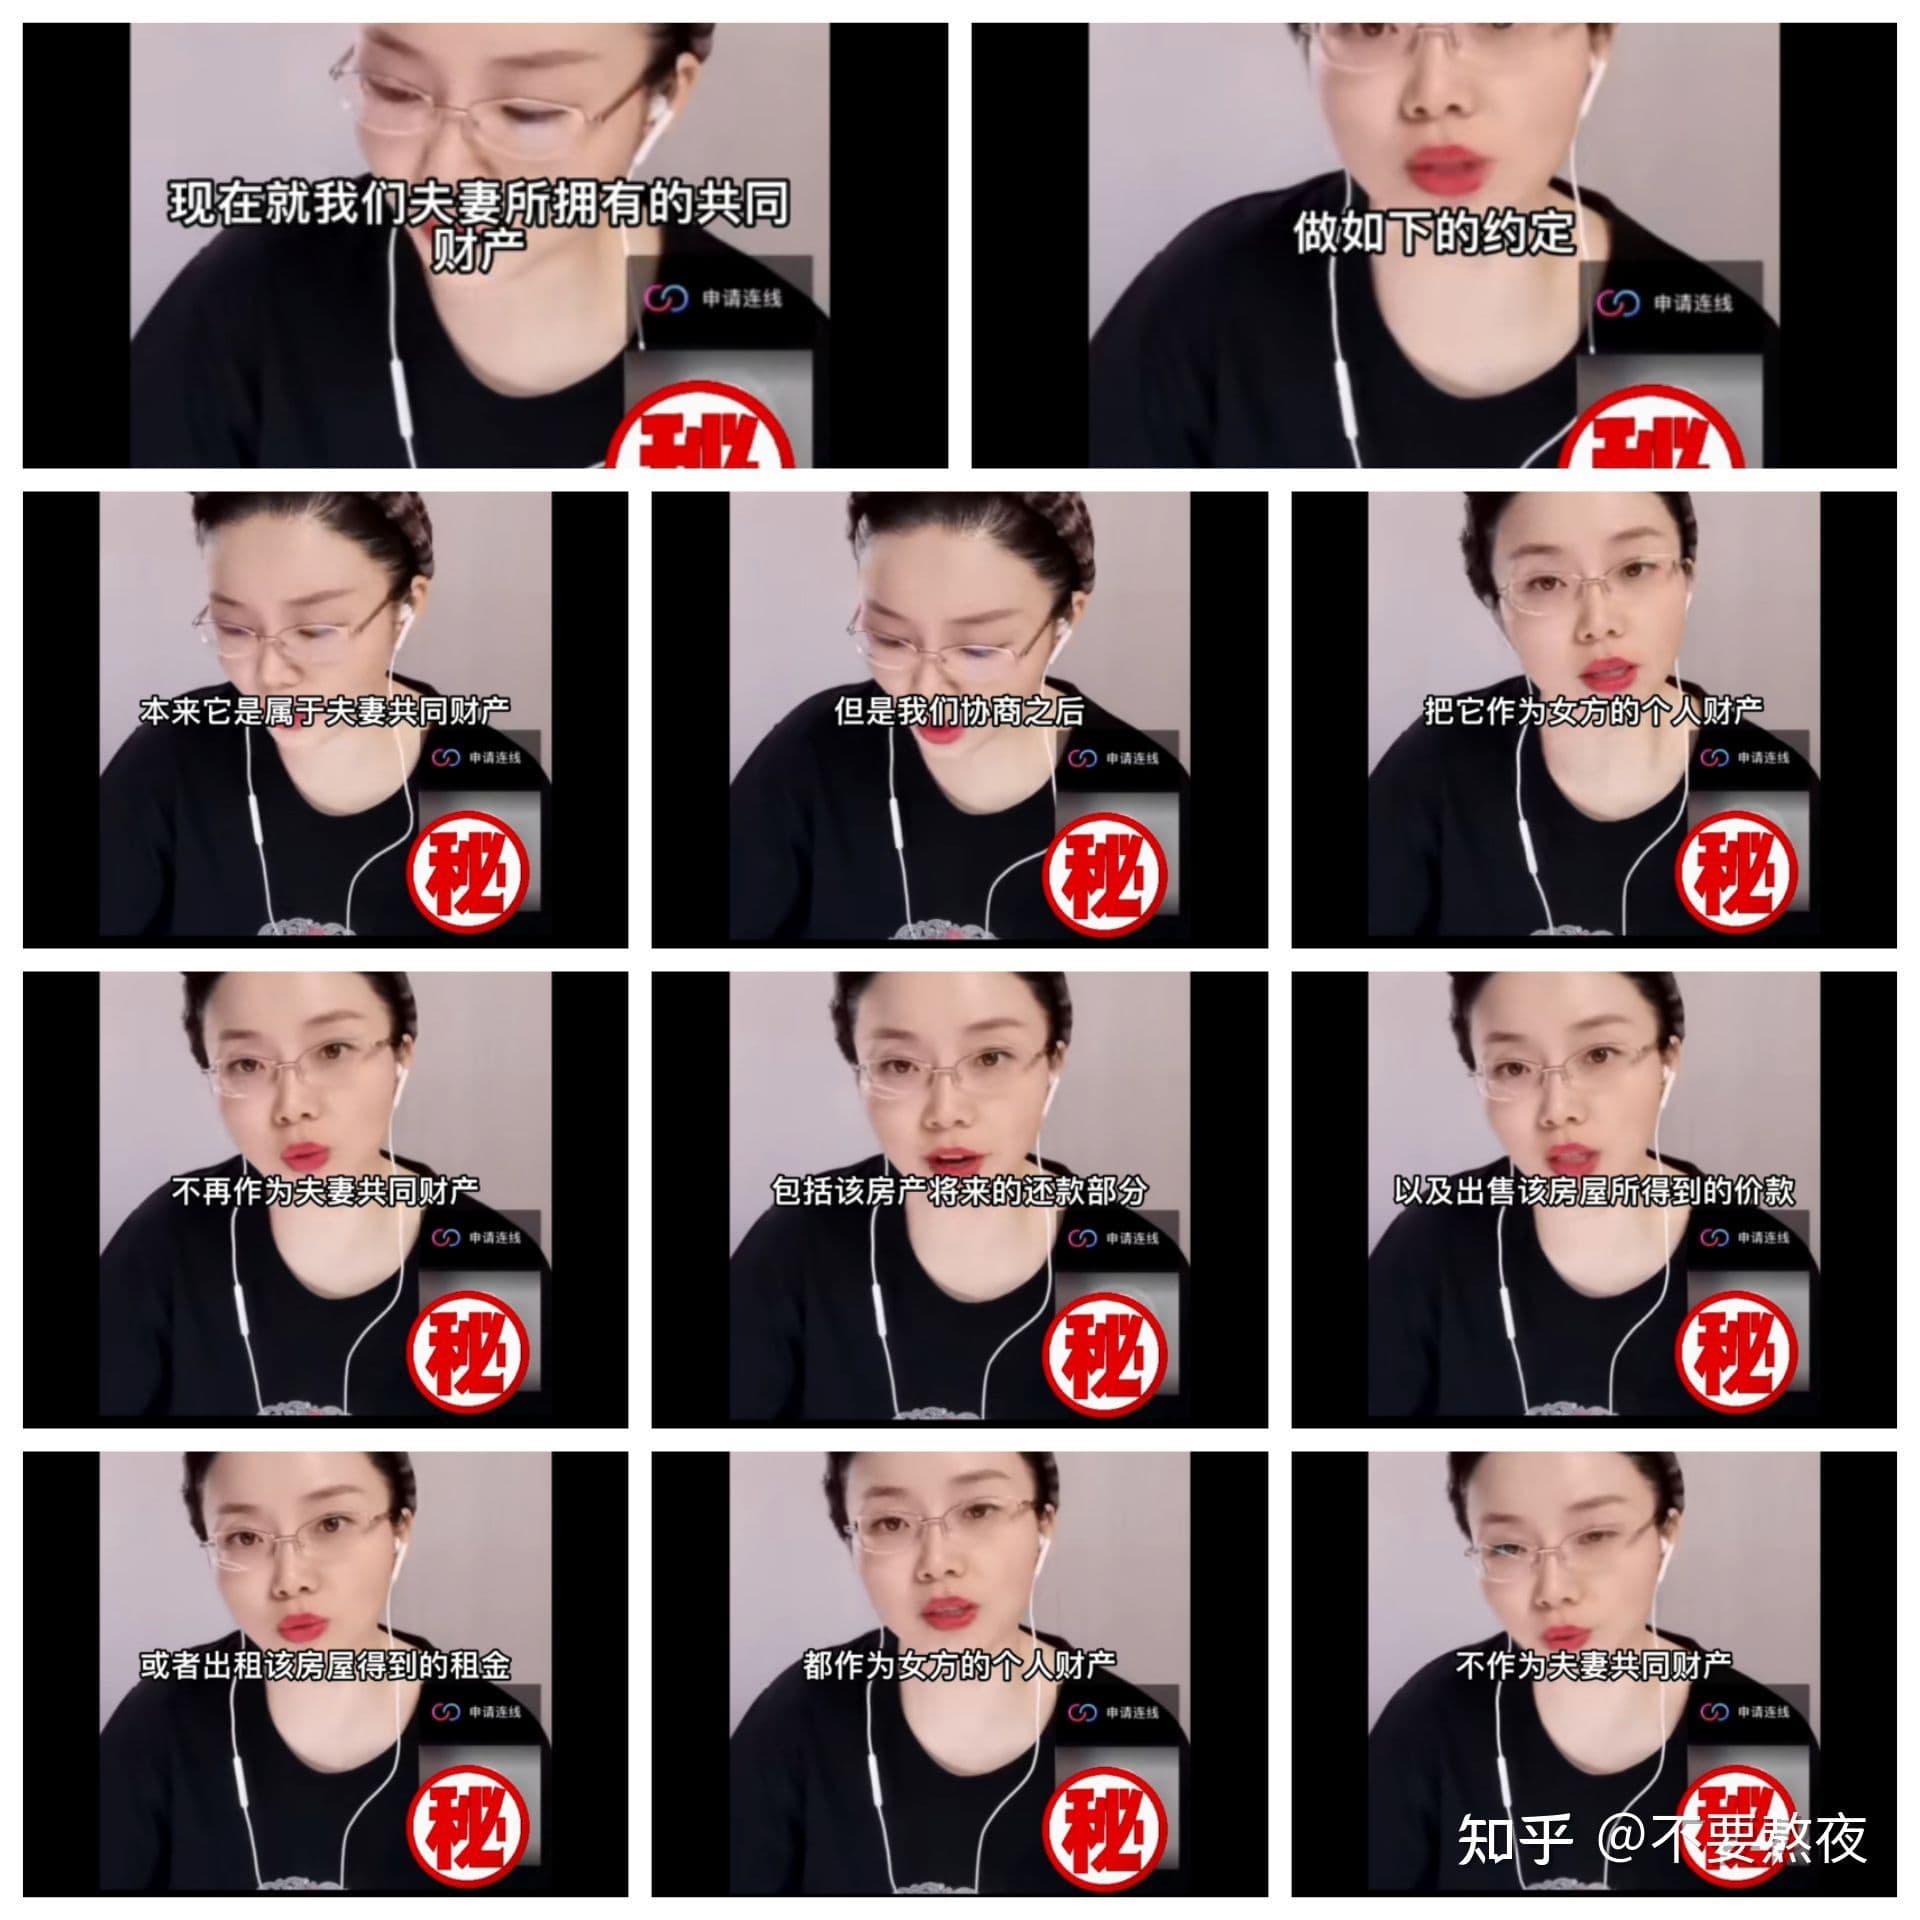 现在就我们夫妻所拥有的共同
财产
申请连线
秘
做如下的约定
申请连线
秘
本来它是属于夫妻共同财产
申请连线
秘
但是我们协商之后
申请连线
秘
把它作为女方的个人财产
申请连线
秘
不再作为夫妻共同财产
申请连线
秘
包括该房产将来的还款部分
申请连线
秘
以及出售该房屋所得到的价款
申请连线
秘
或者出租该房屋得到的租金
申请连线
秘
都作为女方的个人财产
申请连线
秘
不作为夫妻共同财产
申请连线
秘
知乎 @不要熬夜